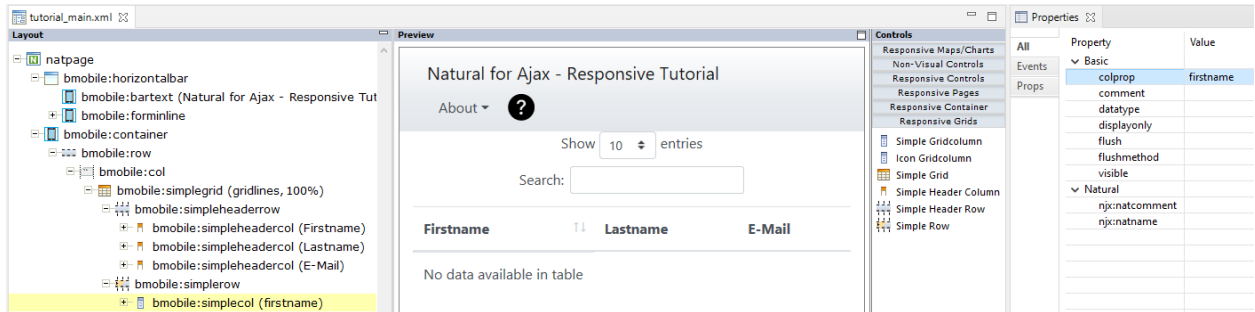 tutorial_main.xml
Layout
natpage
bmobile:horizontalbar
bmobile:bartext (Natural for Ajax - Responsive Tut
bmobile:forminline
bmobile:container
bmobile:row
bmobile:col
bmobile:simplegrid (gridlines, 100%)
bmobile:simpleheaderrow
bmobile:simpleheadercol (Firstname)
bmobile:simpleheadercol (Lastname)
bmobile:simpleheadercol (E-Mail)
bmobile:simplerow
bmobile:simplecol (firstname)
Preview
Natural for Ajax - Responsive Tutorial
About ?
Show 10 entries
Search:
Firstname Lastname E-Mail
No data available in table
Controls
Responsive Maps/Charts
Non-Visual Controls
Responsive Controls
Responsive Pages
Responsive Container
Responsive Grids
Simple Gridcolumn
Icon Gridcolumn
Simple Grid
Simple Header Column
Simple Header Row
Simple Row
Properties
All
Events
Props
Property Value
Basic
colprop firstname
comment
datatype
displayonly
flush
flushmethod
visible
Natural
njx:natcomment
njx:natname